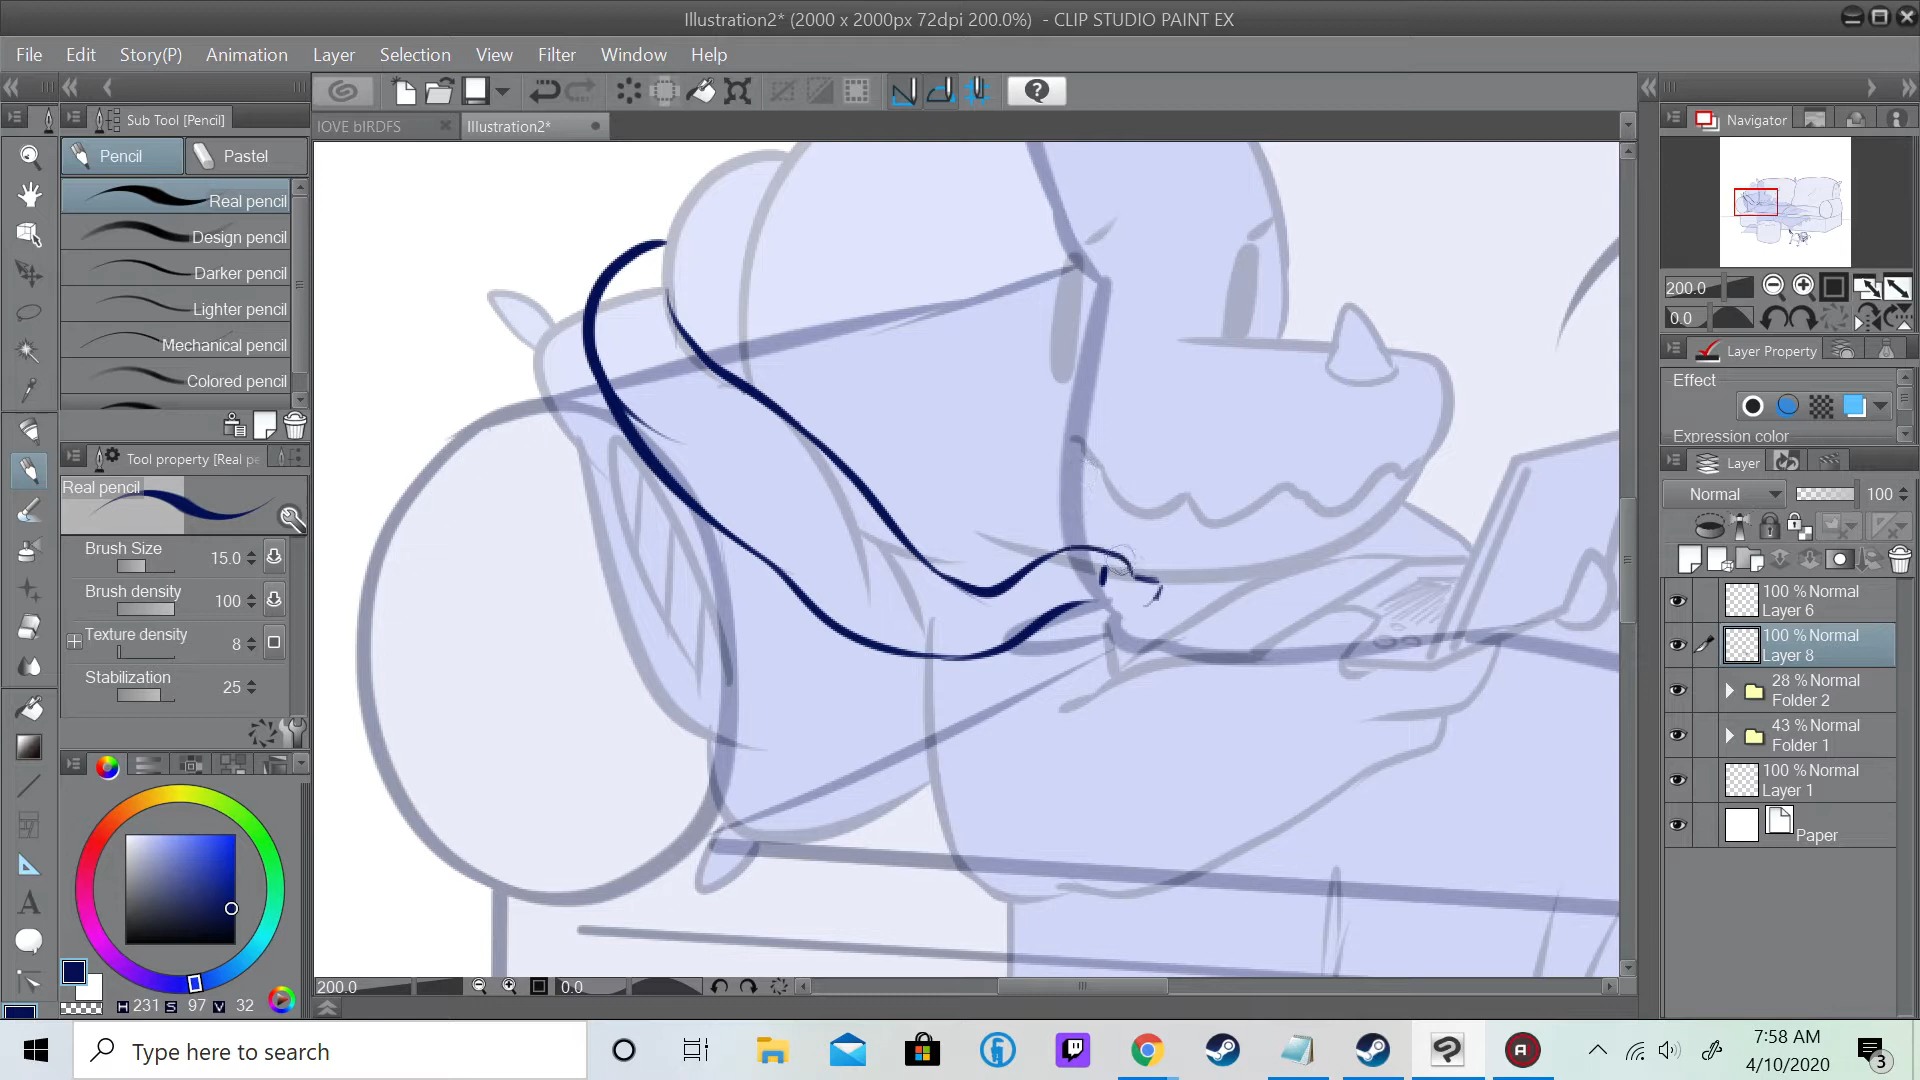 Illustration2* (2000 x 2000px 72dpi 200.0%) - CLIP STUDIO PAINT EX
File Edit Story(P) Animation Layer Selection View Filter Window Help
Sub Tool [Pencil]
Pencil Pastel
Real pencil
Design pencil
Darker pencil
Lighter pencil
Mechanical pencil
Colored pencil
Tool property [Real pe
Real pencil
Brush Size 15.0
Brush density 100
Texture density 8
Stabilization 25
H 231 S 97 V 32
IOVE bIRDFS Illustration2*
200.0 0.0
Navigator
200.0
0.0
Layer Property
Effect
Expression color
Layer
Normal 100
100 % Normal
Layer 6
100 % Normal
Layer 8
28 % Normal
Folder 2
43 % Normal
Folder 1
100 % Normal
Layer 1
Paper
Type here to search
7:58 AM
4/10/2020
3